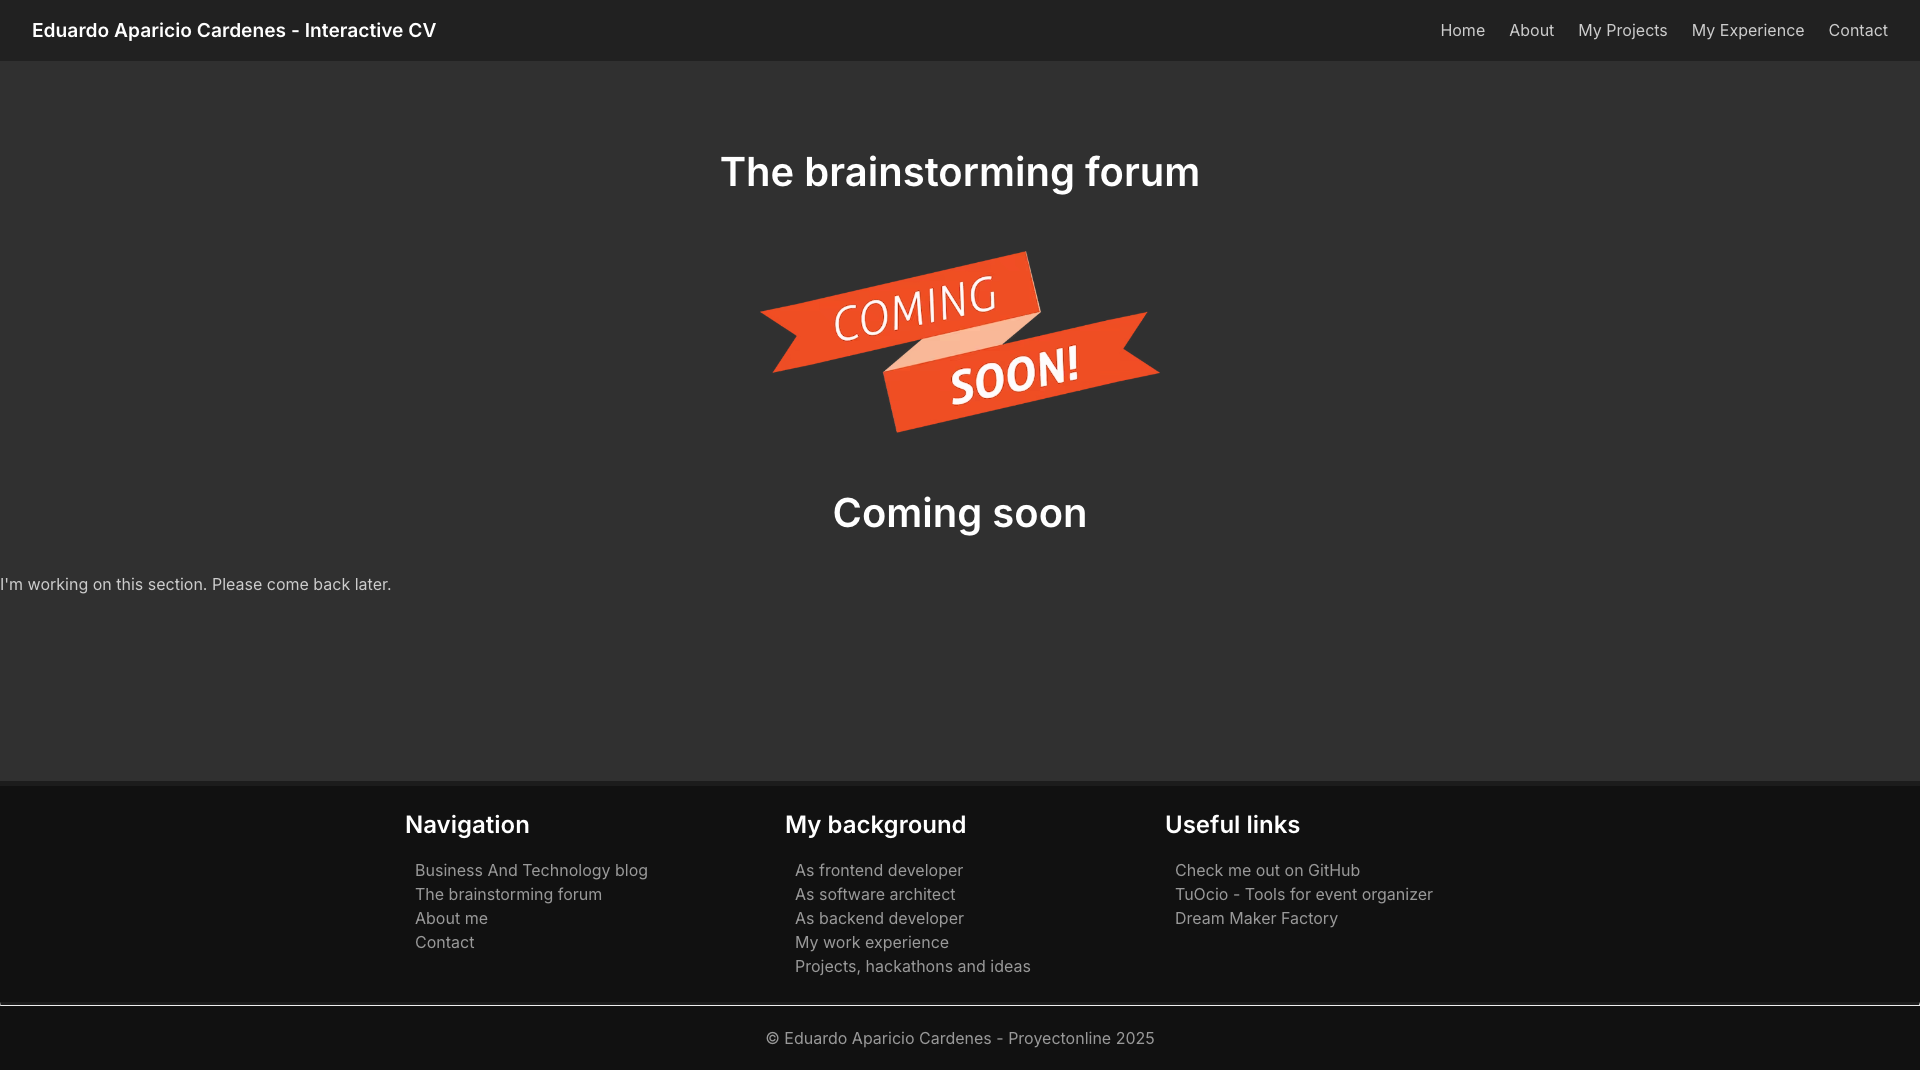 Eduardo Aparicio Cardenes - Interactive CV
Home
About
My Projects
My Experience
Contact
The brainstorming forum
COMING
SOON!
Coming soon
I'm working on this section. Please come back later.
Navigation
Business And Technology blog
The brainstorming forum
About me
Contact
My background
As frontend developer
As software architect
As backend developer
My work experience
Projects, hackathons and ideas
Useful links
Check me out on GitHub
TuOcio - Tools for event organizer
Dream Maker Factory
© Eduardo Aparicio Cardenes - Proyectonline 2025